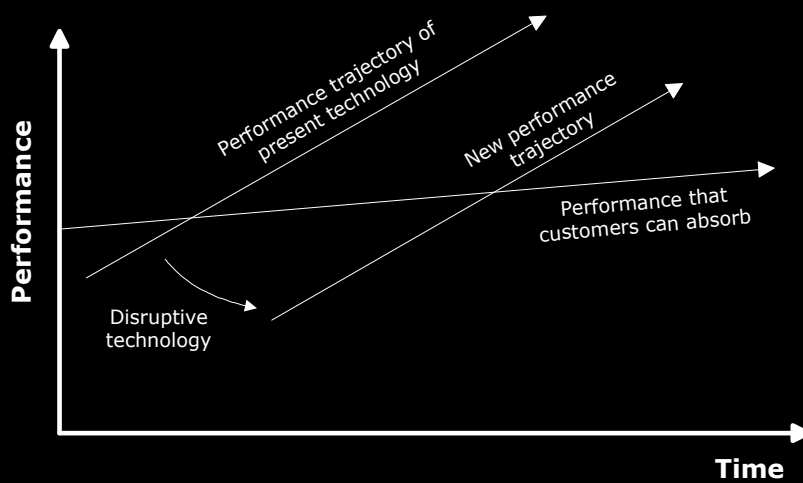 Performance trajectory of
present technology
New performance
trajectory
Performance
Performance that
customers can absorb
Disruptive
technology
Time